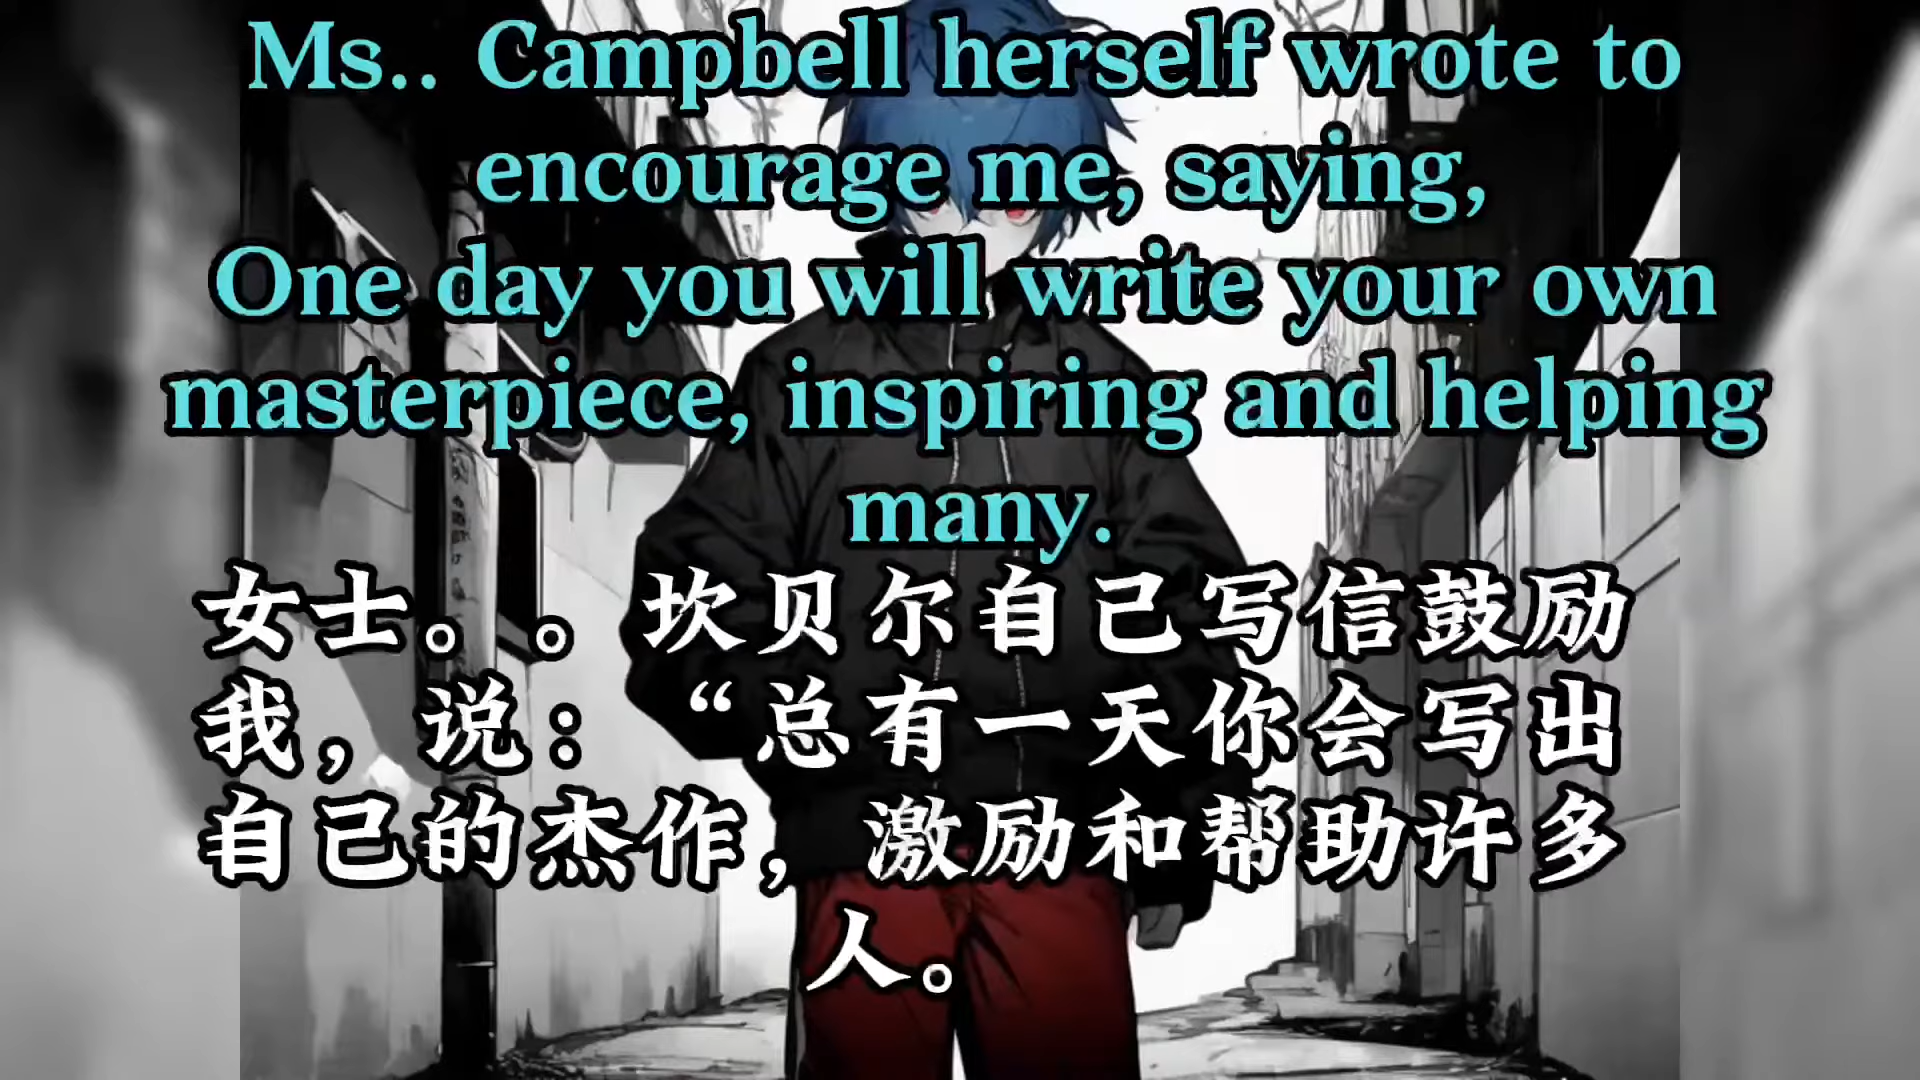 Ms.. Campbell herself wrote to
encourage me, saying,
One day you will write your own
masterpiece, inspiring and helping
many.
女士。。坎贝尔自己写信鼓励
我，说：“总有一天你会写出
自己的杰作，激励和帮助许多
人。